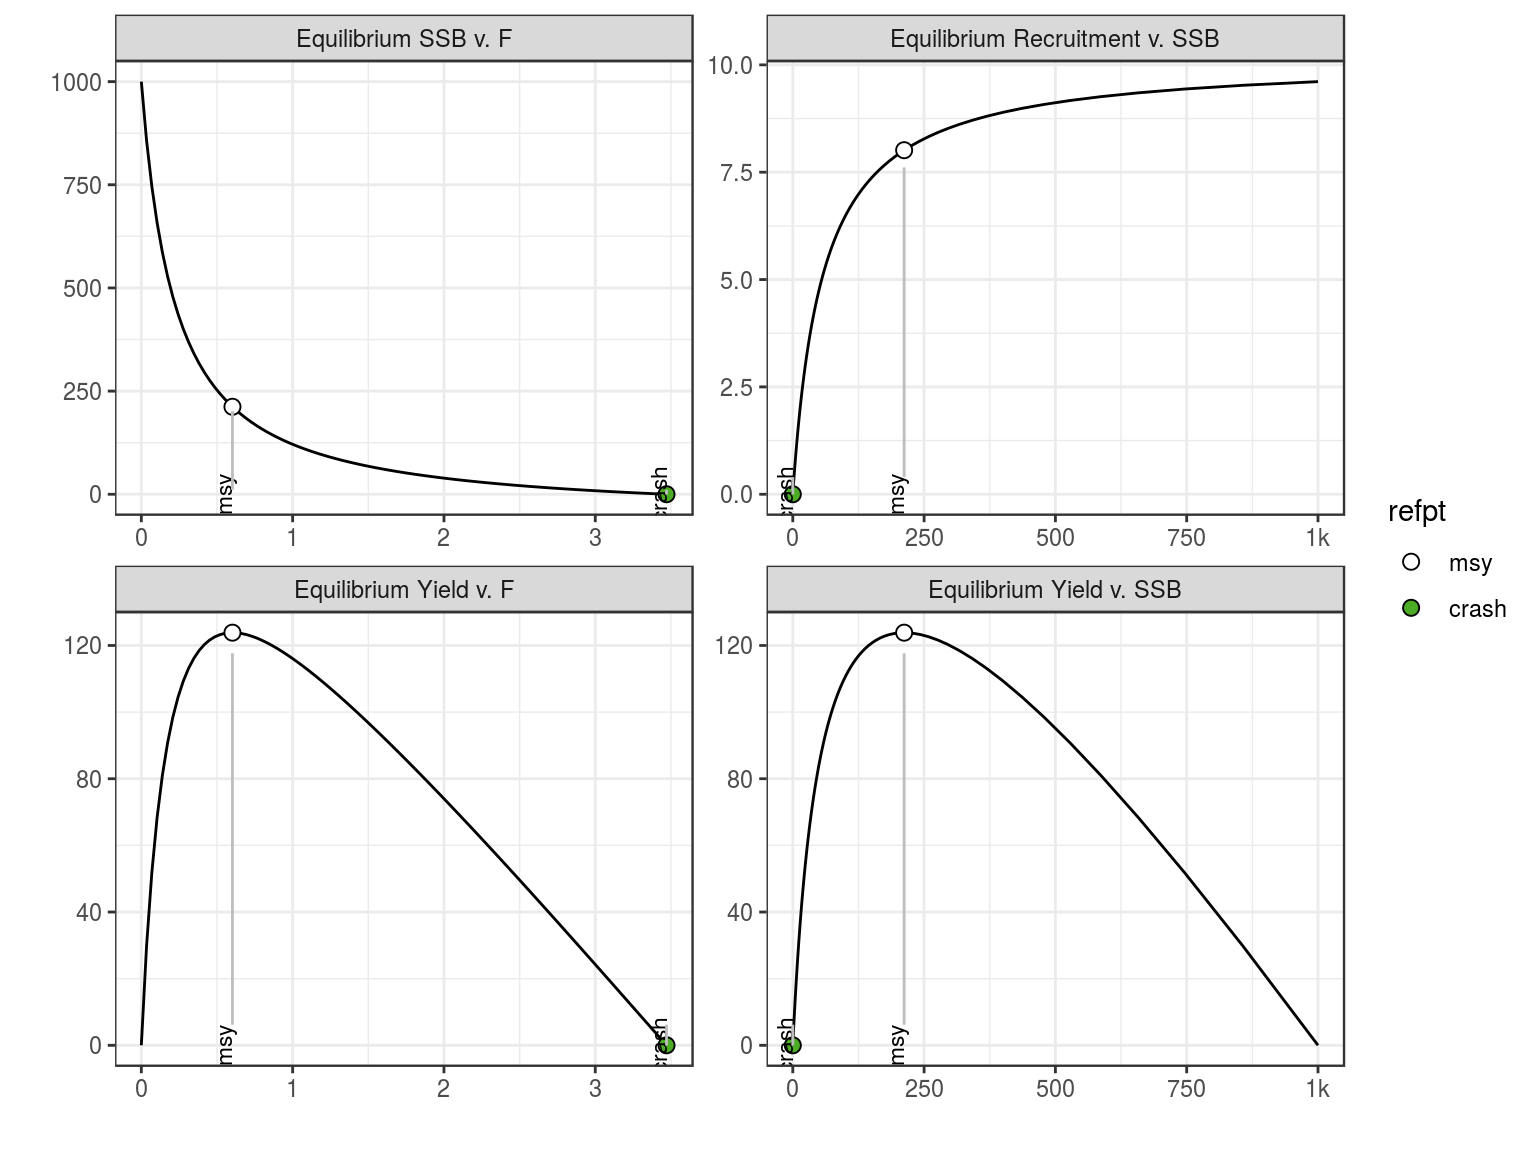 Equilibrium SSB v. F
1000
750
500
250
0
msy
crash
0 1 2 3
Equilibrium Recruitment v. SSB
10.0
7.5
5.0
2.5
0.0
crash
msy
0 250 500 750 1k
Equilibrium Yield v. F
120
80
40
0
msy
crash
0 1 2 3
Equilibrium Yield v. SSB
120
80
40
0
crash
msy
0 250 500 750 1k
refpt
msy
crash